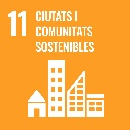 11 CIUTATS I
COMUNITATS
SOSTENIBLES